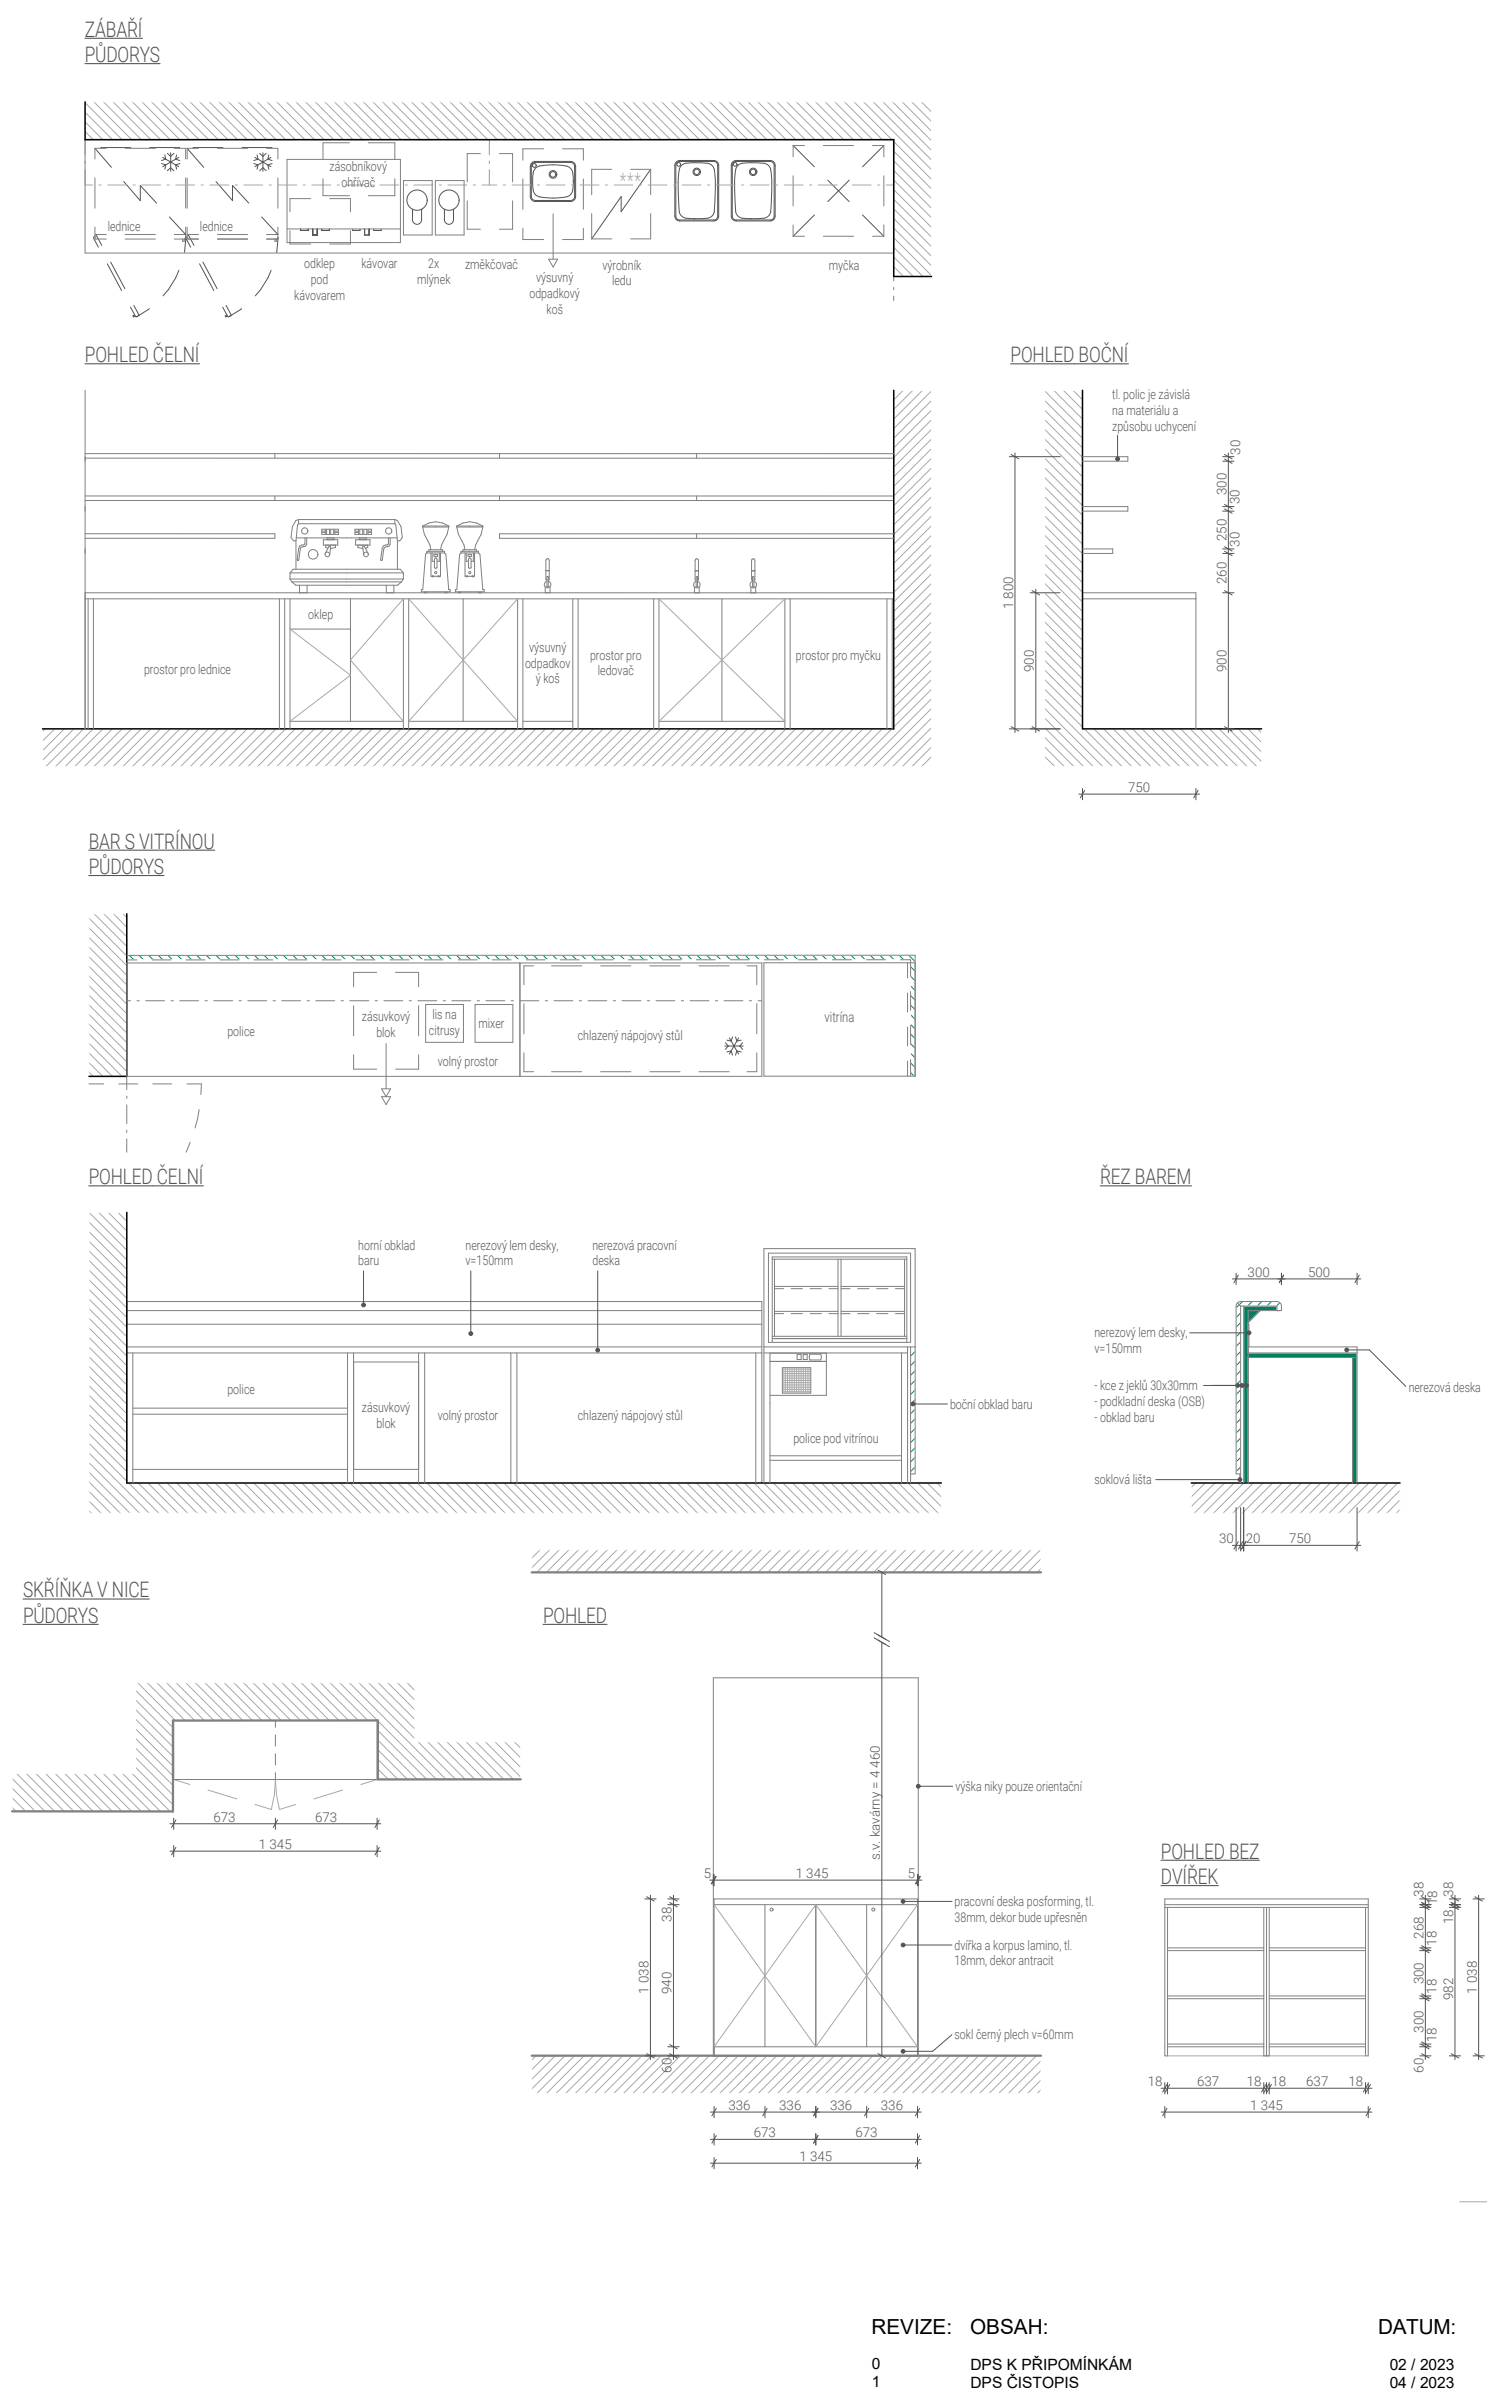 ZÁBAŘÍ
PŮDORYS
zásobníkový
ohřívač
***
lednice
lednice
odklep
pod
kávovarem
kávovar
2x
mlýnek
změkčovač
výsuvný
odpadkový
koš
výrobník
ledu
myčka
POHLED ČELNÍ
POHLED BOČNÍ
tl. polic je závislá
na materiálu a
způsobu uchycení
oklep
prostor pro lednice
výsuvný
odpadkov
ý koš
prostor pro
ledovač
prostor pro myčku
1 800
900
30
300
30
250
30
260
900
750
BAR S VITRÍNOU
PŮDORYS
police
zásuvkový
blok
lis na
citrusy
mixer
volný prostor
chlazený nápojový stůl
vitrína
POHLED ČELNÍ
ŘEZ BAREM
horní obklad
baru
nerezový lem desky,
v=150mm
nerezová pracovní
deska
police
zásuvkový
blok
volný prostor
chlazený nápojový stůl
police pod vitrínou
boční obklad baru
300
500
nerezový lem desky,
v=150mm
- kce z jeklů 30x30mm
- podkladní deska (OSB)
- obklad baru
nerezová deska
soklová lišta
30
20
750
SKŘÍŇKA V NICE
PŮDORYS
673
673
1 345
POHLED
s.v. kavárny = 4 460
výška niky pouze orientační
5
1 345
5
pracovní deska posforming, tl.
38mm, dekor bude upřesněn
dvířka a korpus lamino, tl.
18mm, dekor antracit
sokl černý plech v=60mm
1 038
38
940
60
336
336
336
336
673
673
1 345
POHLED BEZ
DVÍŘEK
38
18
268
18
300
18
300
18
60
38
18
982
1 038
18
637
18
18
637
18
1 345
REVIZE:
OBSAH:
DATUM:
0
DPS K PŘIPOMÍNKÁM
02 / 2023
1
DPS ČISTOPIS
04 / 2023